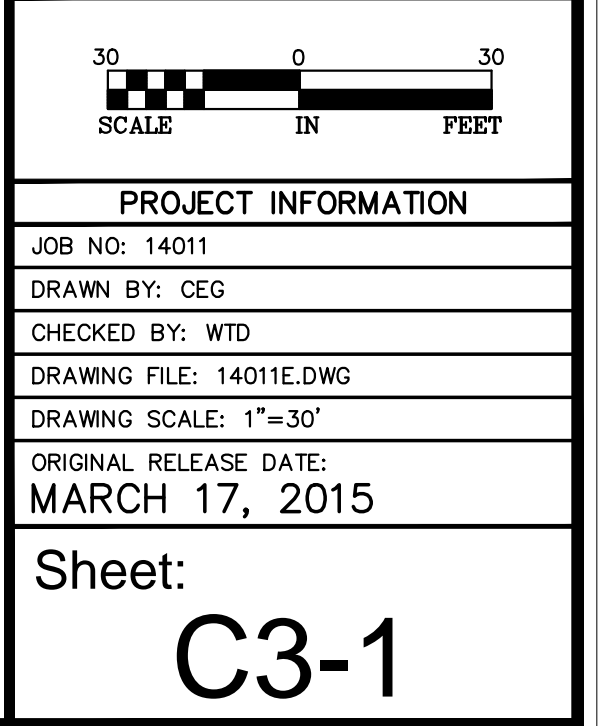 30 0 30
SCALE IN FEET
PROJECT INFORMATION
JOB NO: 14011
DRAWN BY: CEG
CHECKED BY: WTD
DRAWING FILE: 14011E.DWG
DRAWING SCALE: 1"=30'
ORIGINAL RELEASE DATE:
MARCH 17, 2015
Sheet:
C3-1